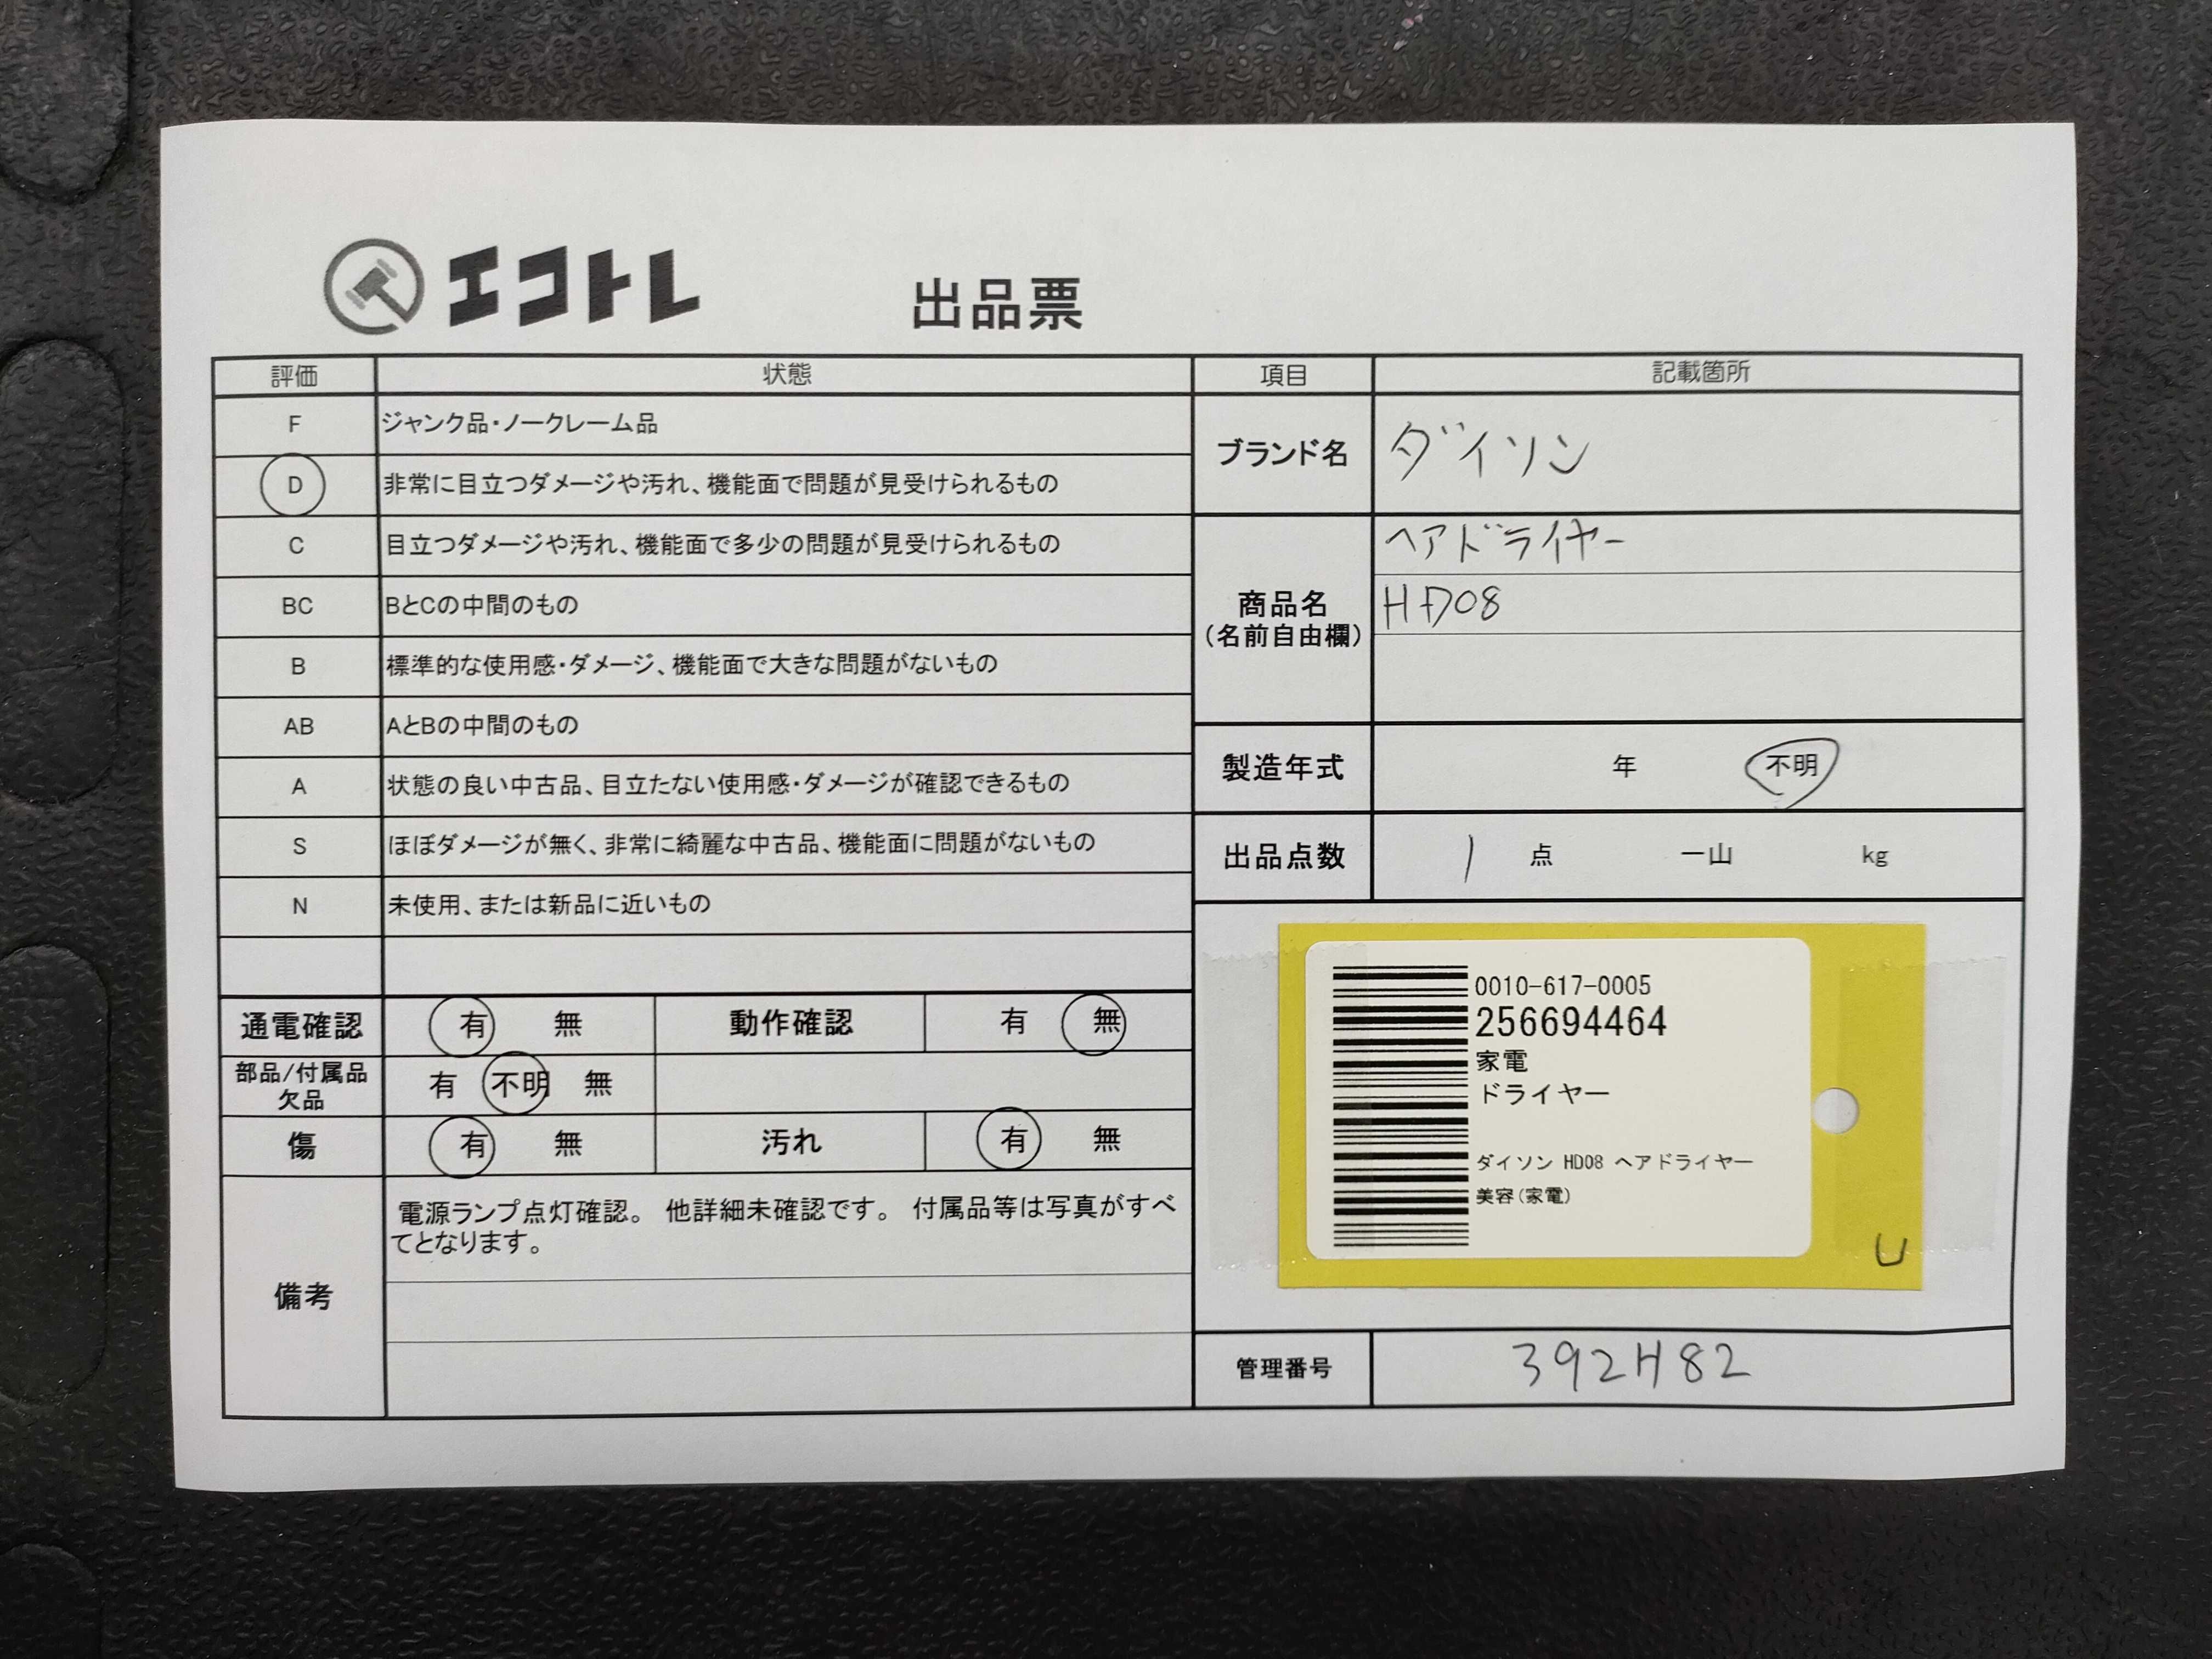 エコトレ
出品票
評価 状態
F ジャンク品・ノークレーム品
D 非常に目立つダメージや汚れ、機能面で問題が見受けられるもの
C 目立つダメージや汚れ、機能面で多少の問題が見受けられるもの
BC BとCの中間のもの
B 標準的な使用感・ダメージ、機能面で大きな問題がないもの
AB AとBの中間のもの
A 状態の良い中古品、目立たない使用感・ダメージが確認できるもの
S ほぼダメージが無く、非常に綺麗な中古品、機能面に問題がないもの
N 未使用、または新品に近いもの
通電確認 有 無 動作確認 有 無
部品/付属品
欠品
有 不明 無
傷 有 無 汚れ 有 無
備考
電源ランプ点灯確認。 他詳細未確認です。 付属品等は写真がすべ
てとなります。
項目 記載箇所
ブランド名 ダイソン
商品名
(名前自由欄)
ヘアドライヤー
HD08
製造年式 年 不明
出品点数 1 点 一山 kg
0010-617-0005
256694464
家電
ドライヤー
ダイソン HD08 ヘアドライヤー
美容(家電)
U
管理番号 392H82